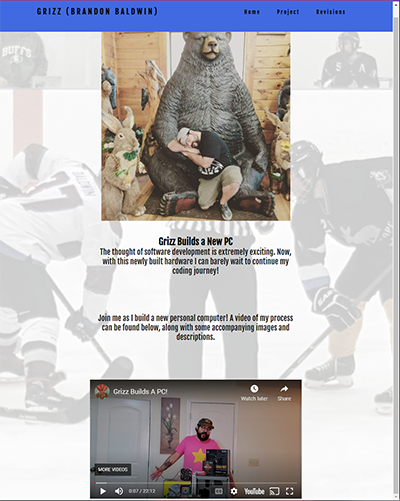 GRIZZ (BRANDON BALDWIN)
Home Project Revisions
BUFFS
Grizz Builds a New PC
The thought of software development is extremely exciting. Now,
with this newly built hardware I can barely wait to continue my
coding journey!
Join me as I build a new personal computer! A video of my process
can be found below, along with some accompanying images and
descriptions.
Grizz Builds A PC!
Watch later Share
MORE VIDEOS
0:07 / 22:13
YouTube